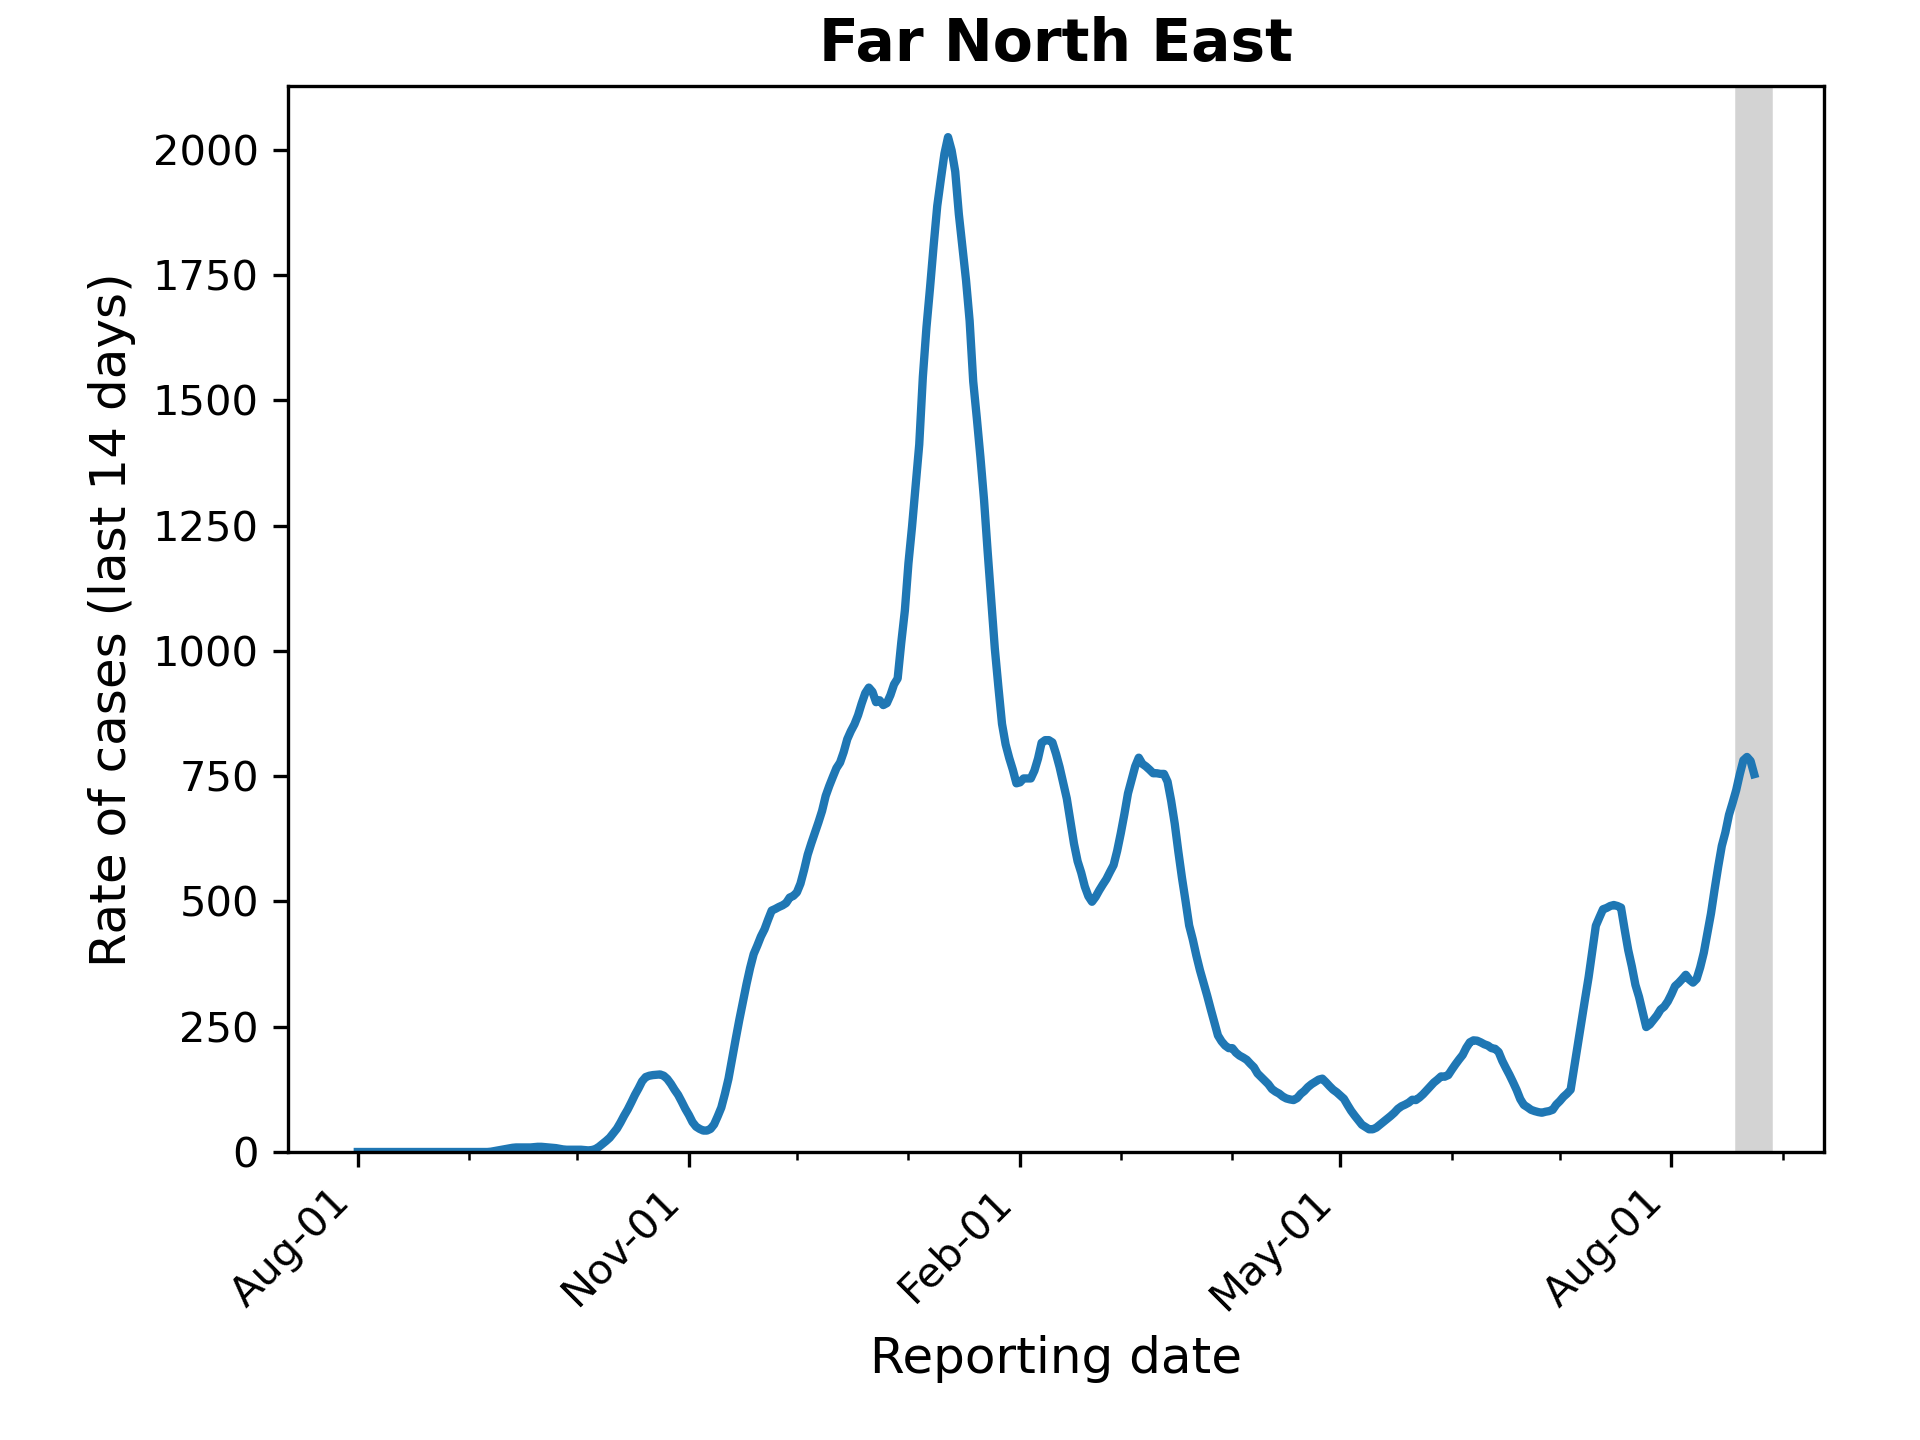 Far North East
Rate of cases (last 14 days)
2000
1750
1500
1250
1000
750
500
250
0
Aug-01
Nov-01
Feb-01
May-01
Aug-01
Reporting date